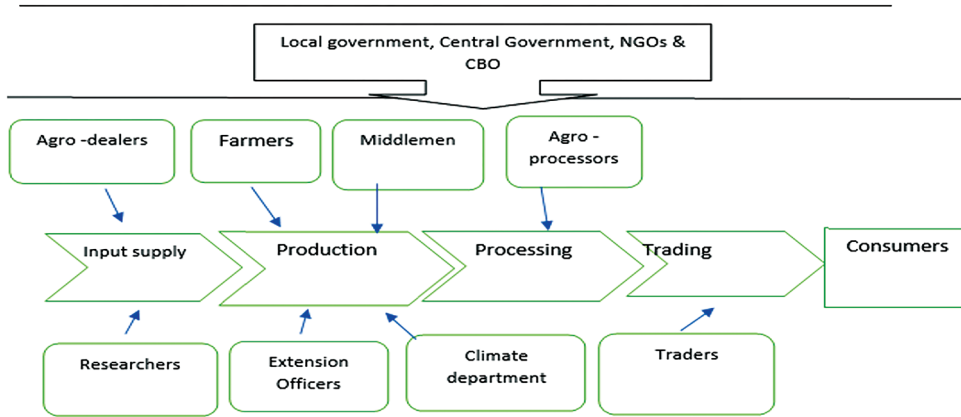 Local government, Central Government, NGOs &
CBO
Agro -dealers
Farmers
Middlemen
Agro -
processors
Input supply
Production
Processing
Trading
Consumers
Researchers
Extension
Officers
Climate
department
Traders